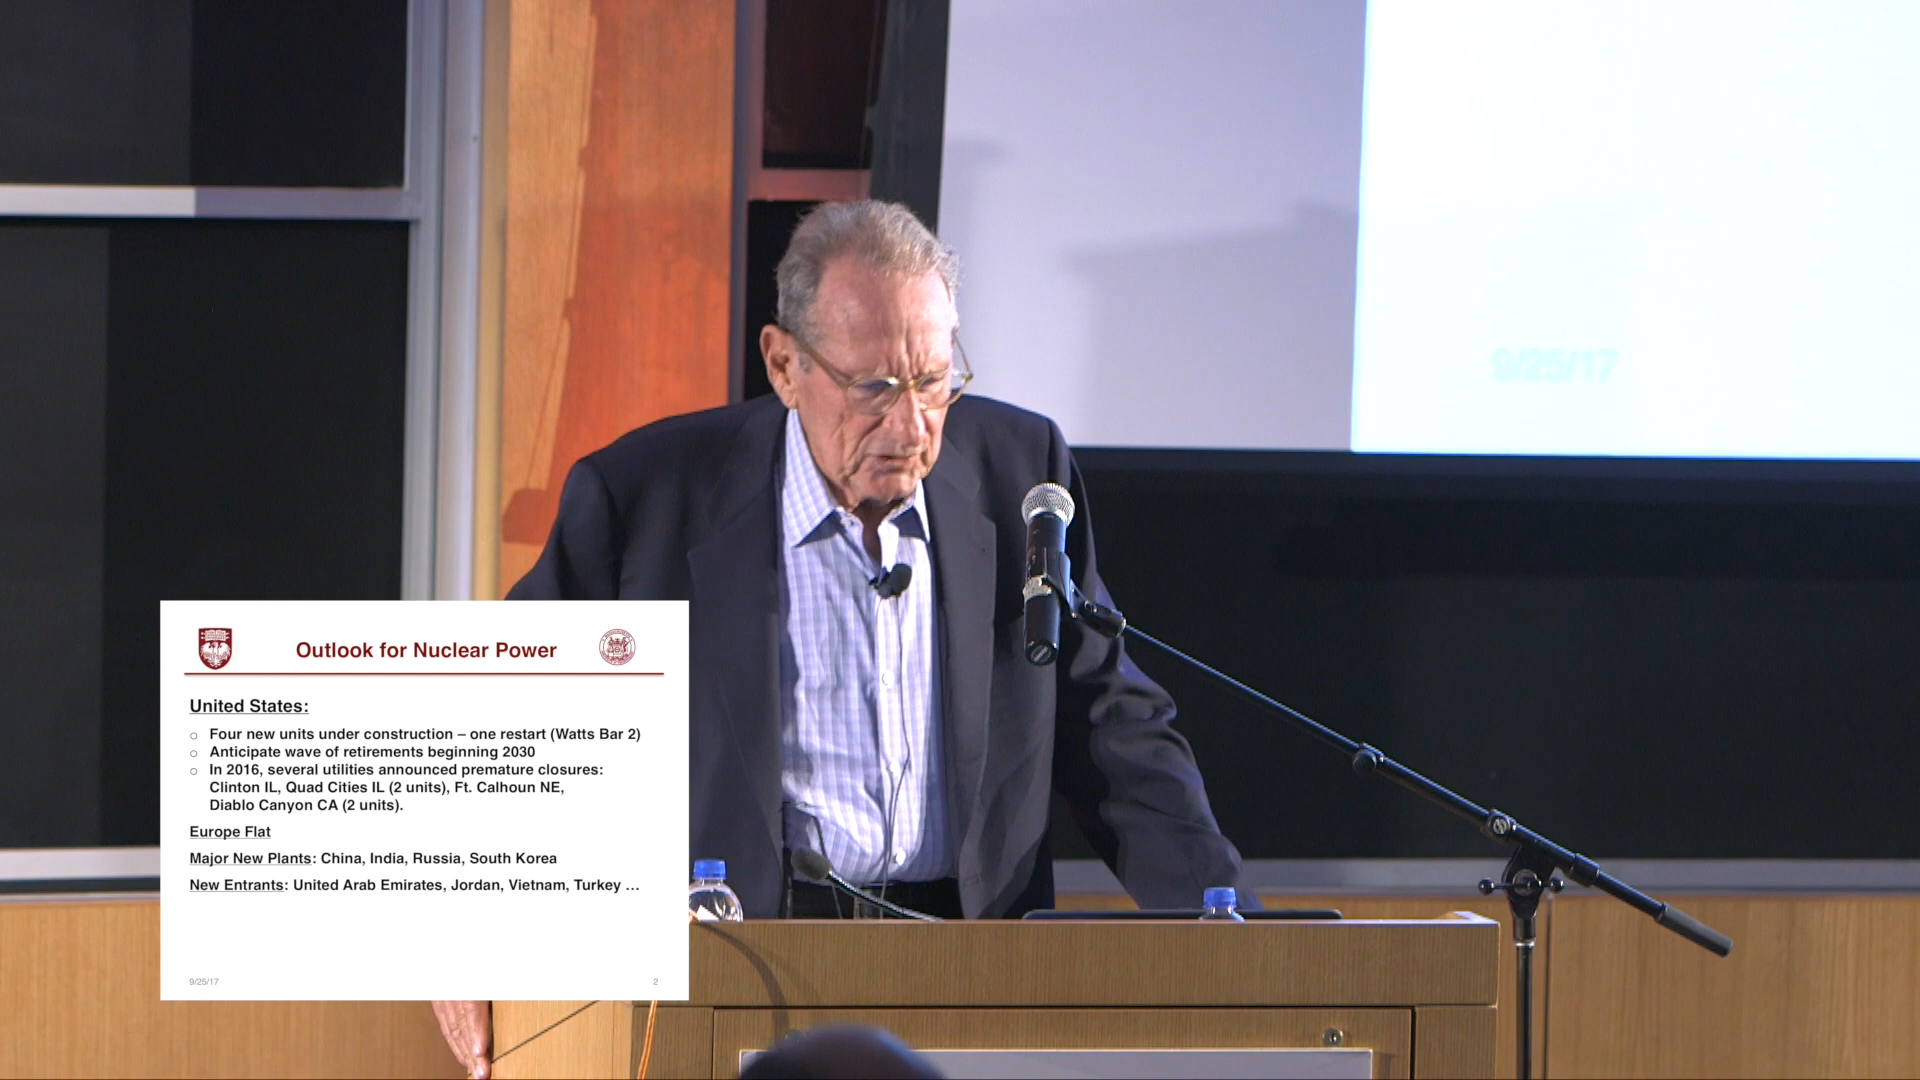 9/25/17
Outlook for Nuclear Power
United States:
○ Four new units under construction – one restart (Watts Bar 2)
○ Anticipate wave of retirements beginning 2030
○ In 2016, several utilities announced premature closures:
Clinton IL, Quad Cities IL (2 units), Ft. Calhoun NE,
Diablo Canyon CA (2 units).
Europe Flat
Major New Plants: China, India, Russia, South Korea
New Entrants: United Arab Emirates, Jordan, Vietnam, Turkey …
9/25/17
2